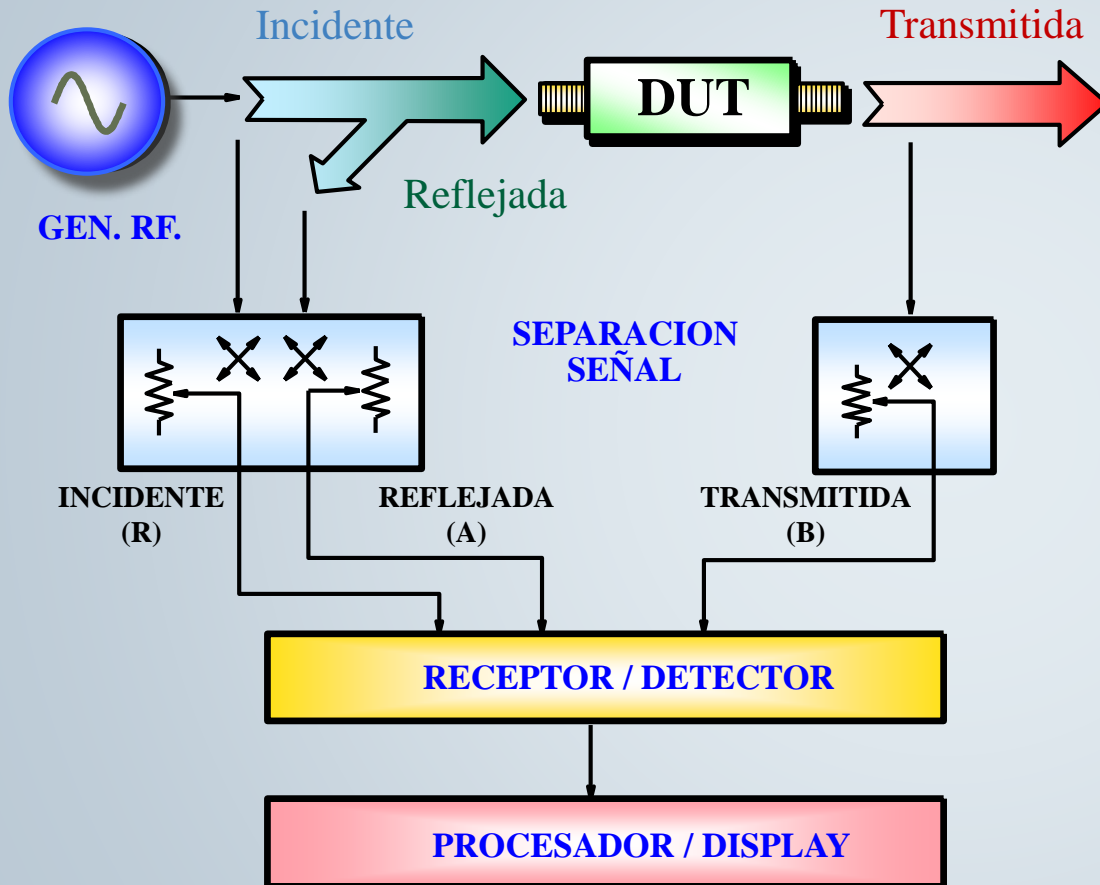 Incidente
Transmitida
DUT
Reflejada
GEN. RF.
SEPARACION
SEÑAL
INCIDENTE
(R)
REFLEJADA
(A)
TRANSMITIDA
(B)
RECEPTOR / DETECTOR
PROCESADOR / DISPLAY